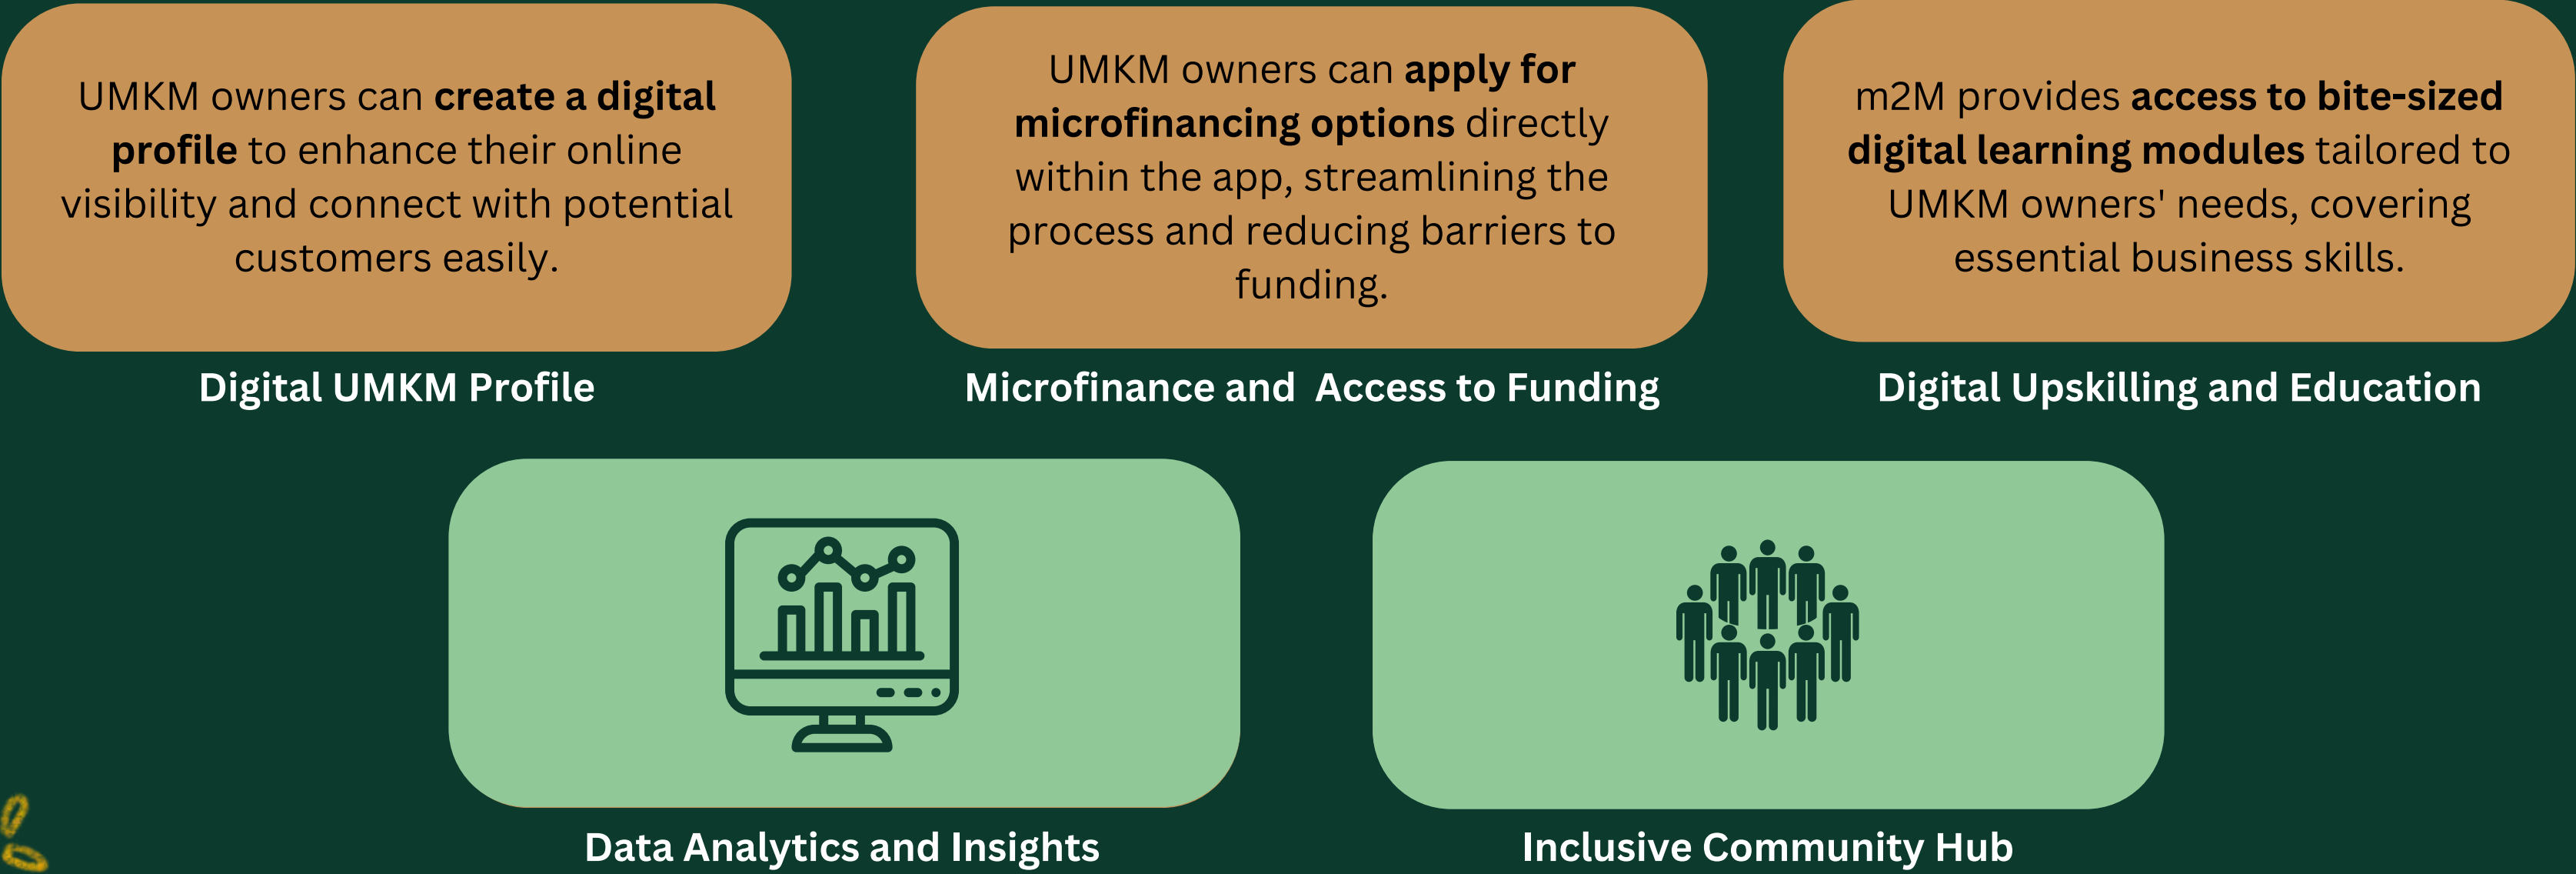 UMKM owners can create a digital
profile to enhance their online
visibility and connect with potential
customers easily.
Digital UMKM Profile
UMKM owners can apply for
microfinancing options directly
within the app, streamlining the
process and reducing barriers to
funding.
Microfinance and  Access to Funding
m2M provides access to bite-sized
digital learning modules tailored to
UMKM owners' needs, covering
essential business skills.
Digital Upskilling and Education
Data Analytics and Insights
Inclusive Community Hub